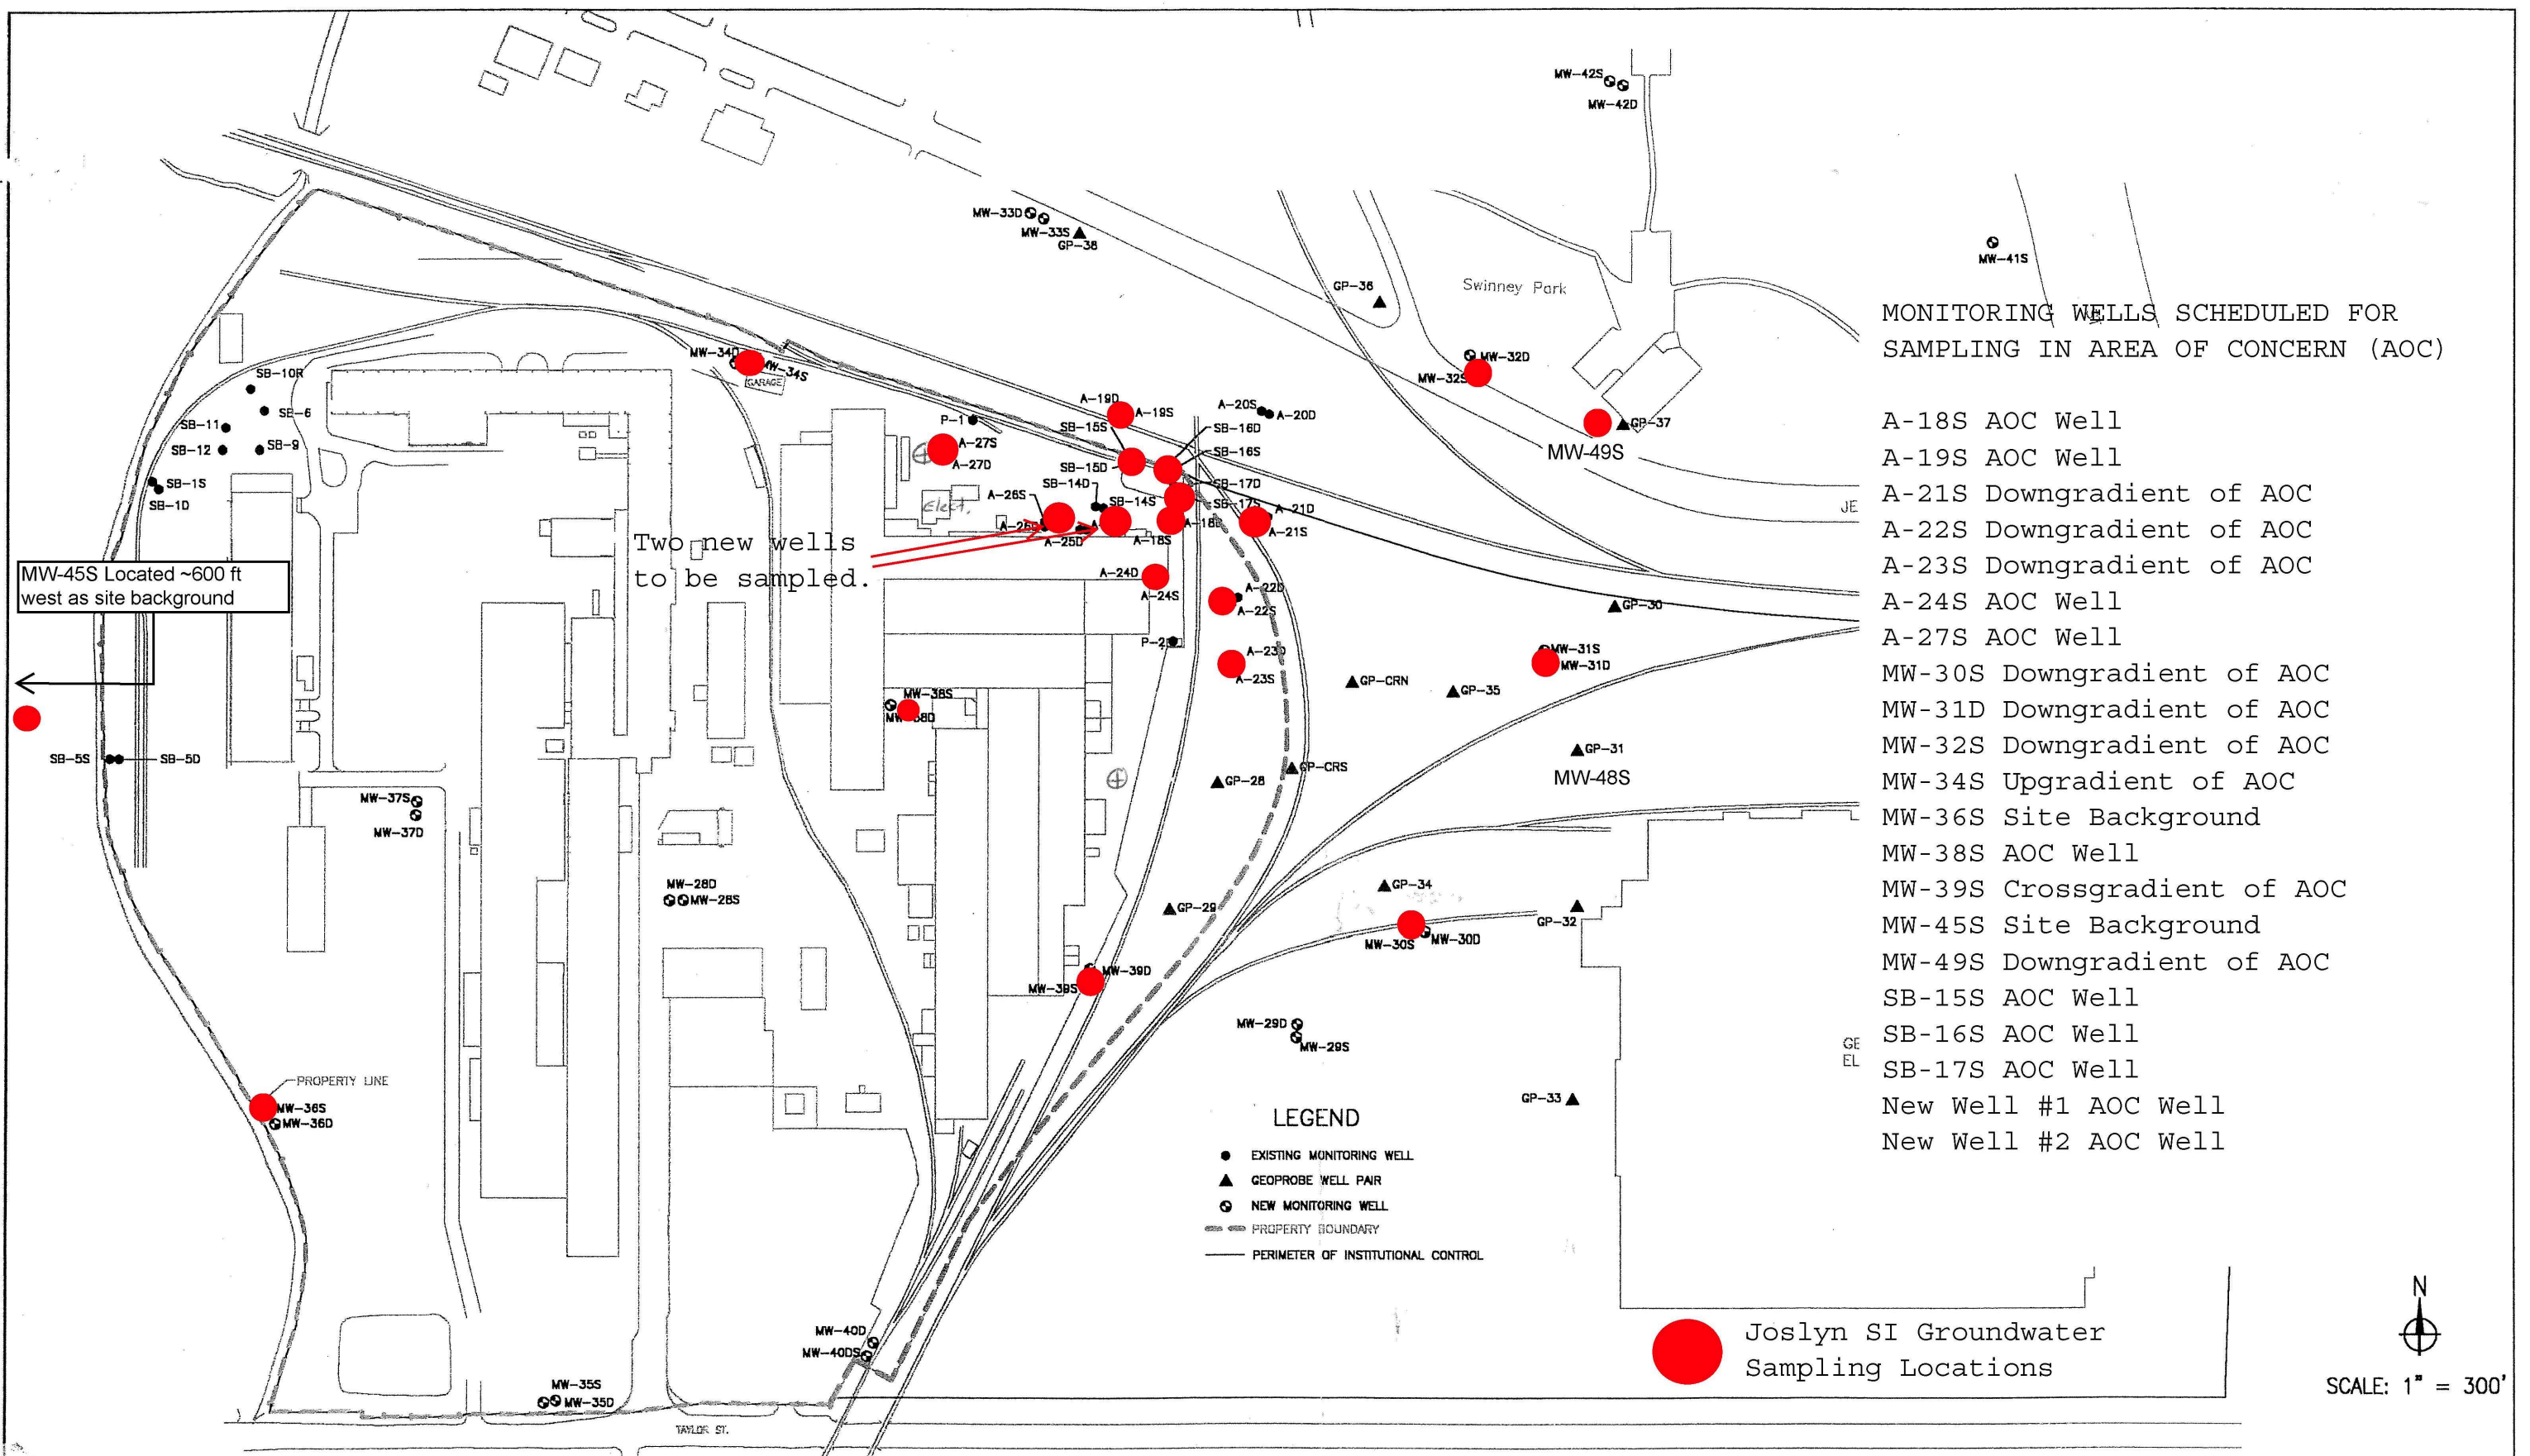 MW-42S
MW-42D
MW-33D
MW-33S
GP-38
MW-41S
GP-36
Swinney Park
MONITORING WELLS SCHEDULED FOR
SAMPLING IN AREA OF CONCERN (AOC)
A-18S AOC Well
A-19S AOC Well
A-21S Downgradient of AOC
A-22S Downgradient of AOC
A-23S Downgradient of AOC
A-24S AOC Well
A-27S AOC Well
MW-30S Downgradient of AOC
MW-31D Downgradient of AOC
MW-32S Downgradient of AOC
MW-34S Upgradient of AOC
MW-36S Site Background
MW-38S AOC Well
MW-39S Crossgradient of AOC
MW-45S Site Background
MW-49S Downgradient of AOC
SB-15S AOC Well
SB-16S AOC Well
SB-17S AOC Well
New Well #1 AOC Well
New Well #2 AOC Well
MW-34D
MW-34S
GARAGE
MW-32D
MW-32S
SB-10R
SB-6
SB-11
SB-12
SB-9
SB-1S
SB-1D
P-1
A-27S
A-27D
A-19D
A-19S
A-20S
A-20D
SB-15S
SB-16D
SB-16S
SB-15D
SB-17D
SB-14D
SB-14S
SB-17S
GP-37
MW-49S
Elect.
A-26S
A-25D
A-18S
A-21D
A-21S
JE
Two new wells
to be sampled.
MW-45S Located ~600 ft
west as site background
A-24D
A-24S
A-22D
A-22S
GP-30
P-2
A-23D
A-23S
MW-31S
MW-31D
GP-CRN
GP-35
MW-38S
SB-5S
SB-5D
GP-31
MW-48S
GP-28
GP-CRS
MW-37S
MW-37D
MW-28D
MW-28S
GP-34
GP-29
GP-32
MW-30S
MW-30D
MW-39D
MW-39S
MW-29D
MW-29S
GE
EL
PROPERTY LINE
MW-36S
MW-36D
GP-33
LEGEND
EXISTING MONITORING WELL
GEOPROBE WELL PAIR
NEW MONITORING WELL
PROPERTY BOUNDARY
PERIMETER OF INSTITUTIONAL CONTROL
N
Joslyn SI Groundwater
Sampling Locations
SCALE: 1" = 300'
MW-40D
MW-40DS
MW-35S
MW-35D
TAYLOR ST.